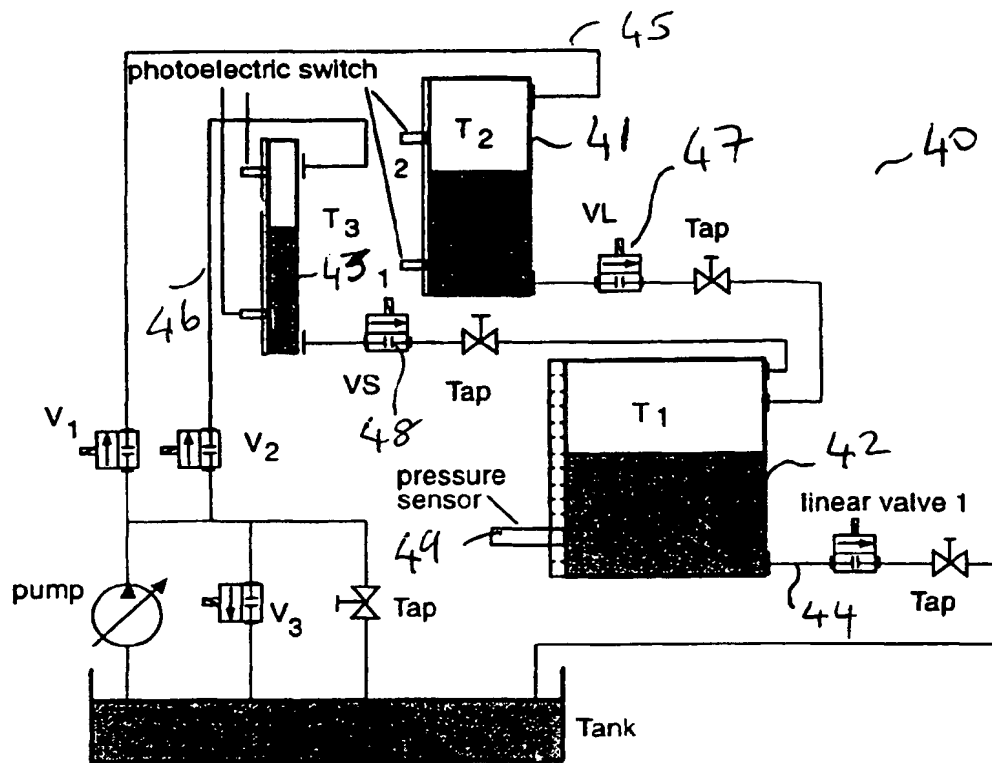 45
photoelectric switch
T2
41
47
40
2
VL
Tap
T3
43
1
46
VS
Tap
48
T1
V1
V2
42
pressure
sensor
linear valve 1
49
pump
V3
Tap
44
Tap
Tank